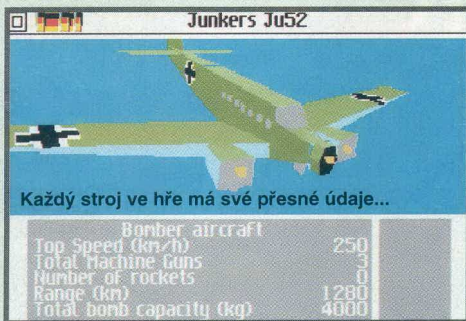 Junkers Ju52
Každý stroj ve hře má své přesné údaje...
Bomber aircraft
Top Speed (km/h) 250
Total Machine Guns 3
Number of rockets 0
Range (km) 1280
Total bomb capacity (kg) 4000